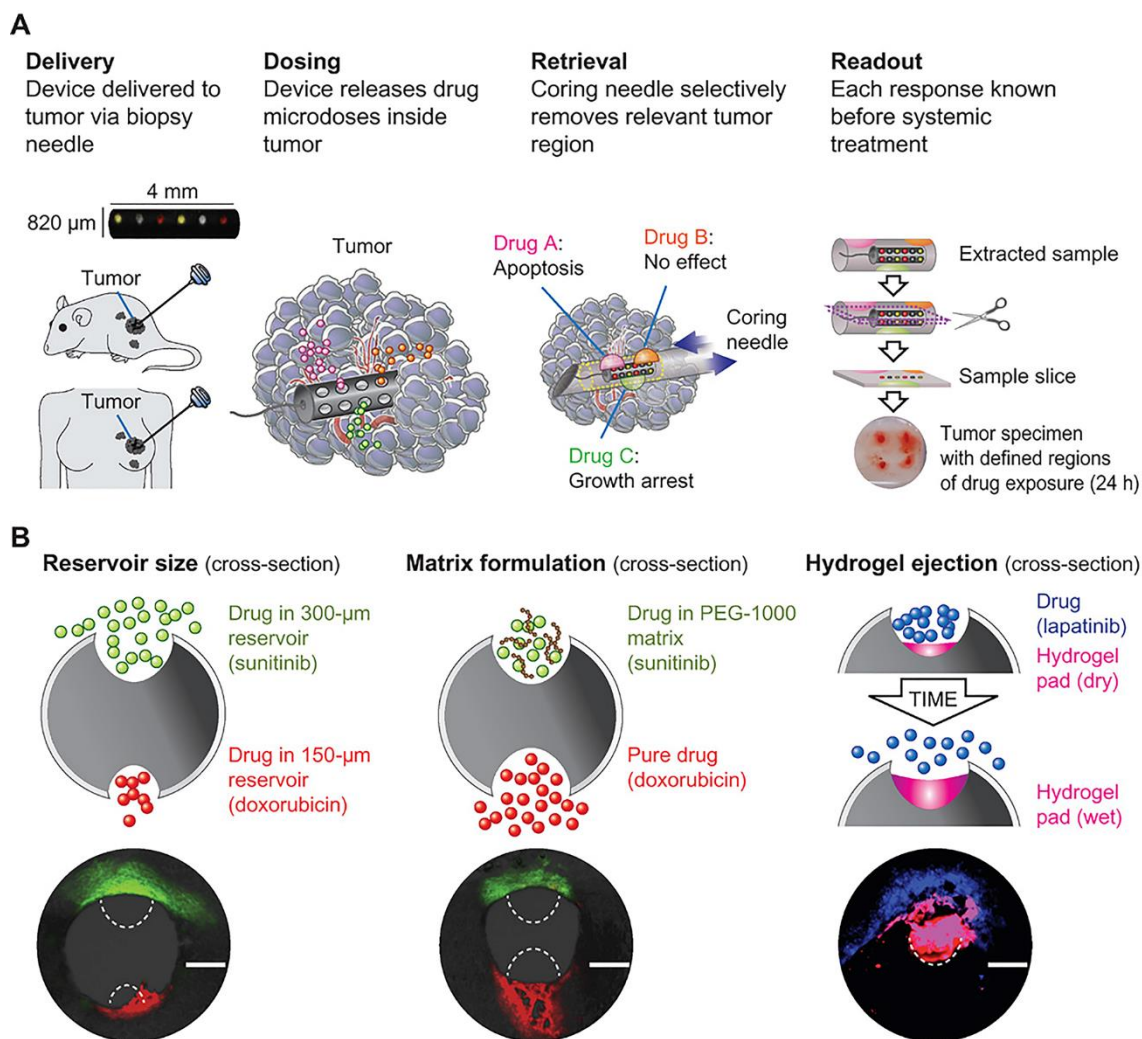 A
Delivery
Device delivered to
tumor via biopsy
needle
Dosing
Device releases drug
microdoses inside
tumor
Retrieval
Coring needle selectively
removes relevant tumor
region
Readout
Each response known
before systemic
treatment
4 mm
820 µm
Tumor
Tumor
Tumor
Drug A:
Apoptosis
Drug B:
No effect
Coring
needle
Drug C:
Growth arrest
Extracted sample
Sample slice
Tumor specimen
with defined regions
of drug exposure (24 h)
B
Reservoir size (cross-section)
Drug in 300-µm
reservoir
(sunitinib)
Drug in 150-µm
reservoir
(doxorubicin)
Matrix formulation (cross-section)
Drug in PEG-1000
matrix
(sunitinib)
Pure drug
(doxorubicin)
Hydrogel ejection (cross-section)
Drug
(lapatinib)
Hydrogel
pad (dry)
TIME
Hydrogel
pad (wet)